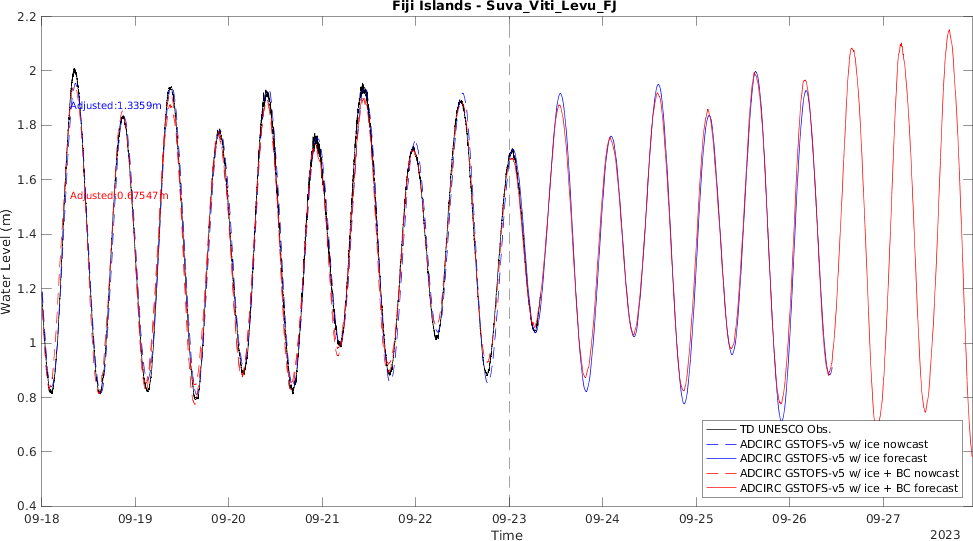 Fiji Islands - Suva_Viti_Levu_FJ
2.2
2
1.8
1.6
1.4
1.2
1
0.8
0.6
0.4
Water Level (m)
Adjusted:1.3359m
Adjusted:0.67547m
TD UNESCO Obs.
ADCIRC GSTOFS-v5 w/ ice nowcast
ADCIRC GSTOFS-v5 w/ ice forecast
ADCIRC GSTOFS-v5 w/ ice + BC nowcast
ADCIRC GSTOFS-v5 w/ ice + BC forecast
09-18 09-19 09-20 09-21 09-22 09-23 09-24 09-25 09-26 09-27
Time
2023